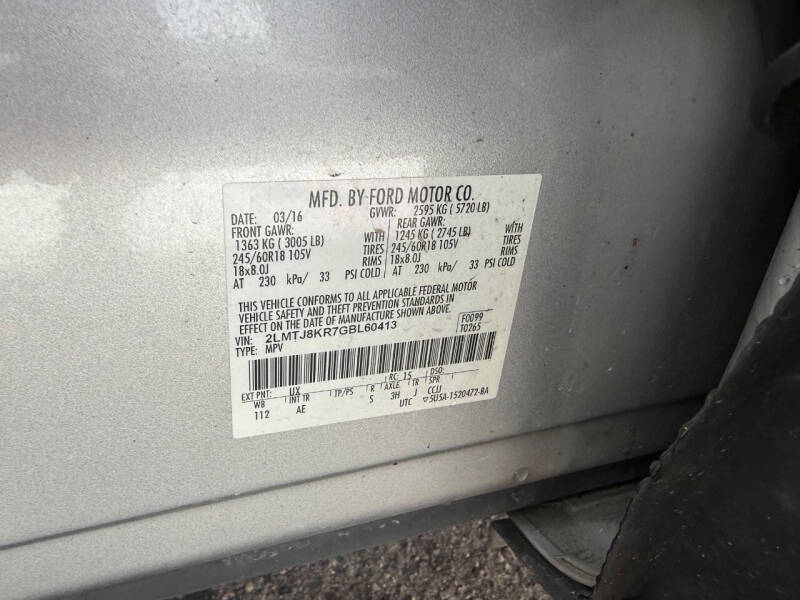 MFD. BY FORD MOTOR CO.
DATE: 03/16 GVWR: 2595 KG ( 5720 LB)
FRONT GAWR: REAR GAWR:
1363 KG ( 3005 LB) WITH 1245 KG ( 2745 LB) WITH
245/60R18 105V TIRES 245/60R18 105V TIRES
18x8.0J RIMS 18x8.0J RIMS
AT 230 kPa/ 33 PSI COLD AT 230 kPa/ 33 PSI COLD
THIS VEHICLE CONFORMS TO ALL APPLICABLE FEDERAL MOTOR
VEHICLE SAFETY AND THEFT PREVENTION STANDARDS IN
EFFECT ON THE DATE OF MANUFACTURE SHOWN ABOVE.
VIN: 2LMTJ8KR7GBL60413 F0099
TYPE: MPV T0265
RC: 15 DSO:
EXT PNT: UX
WB INT TR TP/PS R AXLE TR SPR
112 AE S 3H J CCJJ
UTC ▽5U5A-1520472-BA